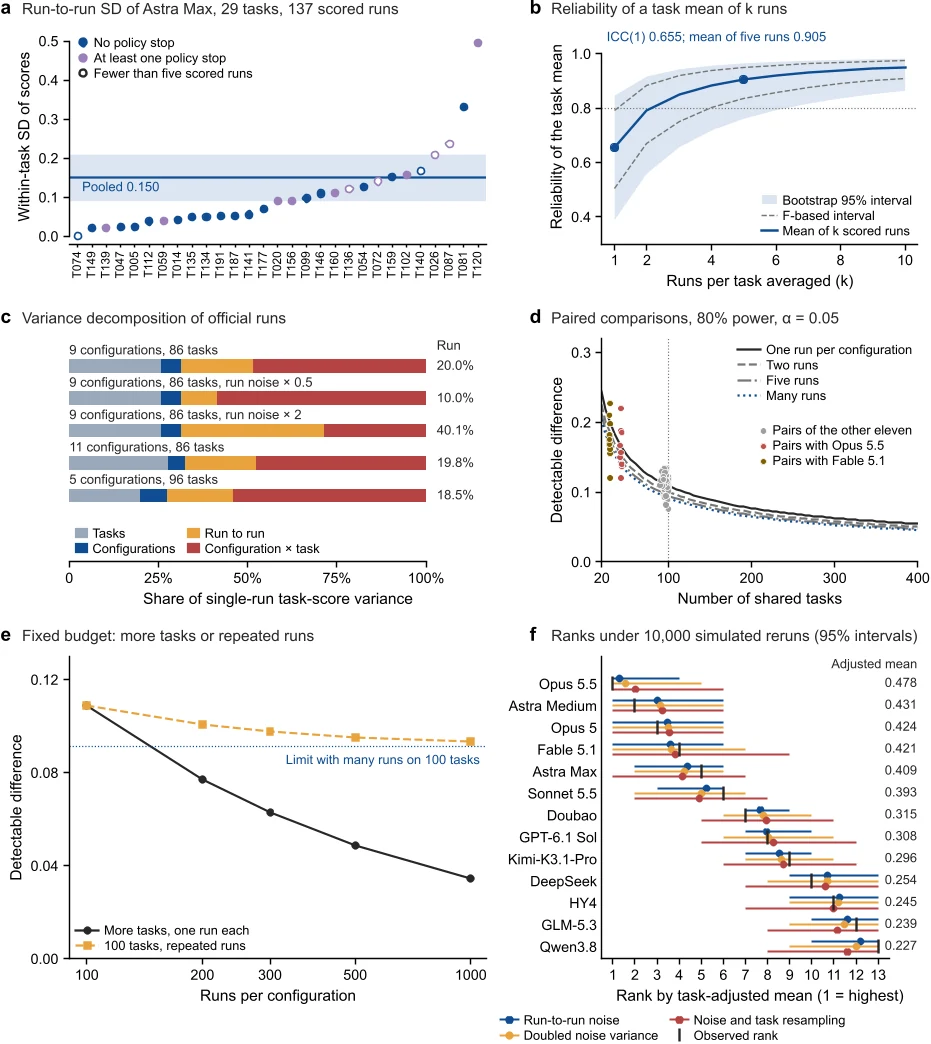 a Run-to-run SD of Astra Max, 29 tasks, 137 scored runs
Within-task SD of scores
0.5
0.4
0.3
0.2
0.1
0.0
No policy stop
At least one policy stop
Fewer than five scored runs
Pooled 0.150
T074 T149 T139 T047 T005 T112 T059 T014 T135 T134 T191 T187 T141 T177 T020 T156 T099 T146 T160 T136 T054 T072 T159 T102 T140 T026 T087 T081 T120
b Reliability of a task mean of k runs
ICC(1) 0.655; mean of five runs 0.905
Reliability of the task mean
1.0
0.8
0.6
0.4
Bootstrap 95% interval
F-based interval
Mean of k scored runs
1 2 4 6 8 10
Runs per task averaged (k)
c Variance decomposition of official runs
Run
9 configurations, 86 tasks
20.0%
9 configurations, 86 tasks, run noise × 0.5
10.0%
9 configurations, 86 tasks, run noise × 2
40.1%
11 configurations, 86 tasks
19.8%
5 configurations, 96 tasks
18.5%
Tasks
Run to run
Configurations
Configuration × task
0 25% 50% 75% 100%
Share of single-run task-score variance
d Paired comparisons, 80% power, α = 0.05
Detectable difference
0.3
0.2
0.1
0.0
One run per configuration
Two runs
Five runs
Many runs
Pairs of the other eleven
Pairs with Opus 5.5
Pairs with Fable 5.1
20 100 200 300 400
Number of shared tasks
e Fixed budget: more tasks or repeated runs
Detectable difference
0.12
0.08
0.04
0.00
Limit with many runs on 100 tasks
More tasks, one run each
100 tasks, repeated runs
100 200 300 500 1000
Runs per configuration
f Ranks under 10,000 simulated reruns (95% intervals)
Adjusted mean
Opus 5.5 0.478
Astra Medium 0.431
Opus 5 0.424
Fable 5.1 0.421
Astra Max 0.409
Sonnet 5.5 0.393
Doubao 0.315
GPT-6.1 Sol 0.308
Kimi-K3.1-Pro 0.296
DeepSeek 0.254
HY4 0.245
GLM-5.3 0.239
Qwen3.8 0.227
1 2 3 4 5 6 7 8 9 10 11 12 13
Rank by task-adjusted mean (1 = highest)
Run-to-run noise
Noise and task resampling
Doubled noise variance
Observed rank